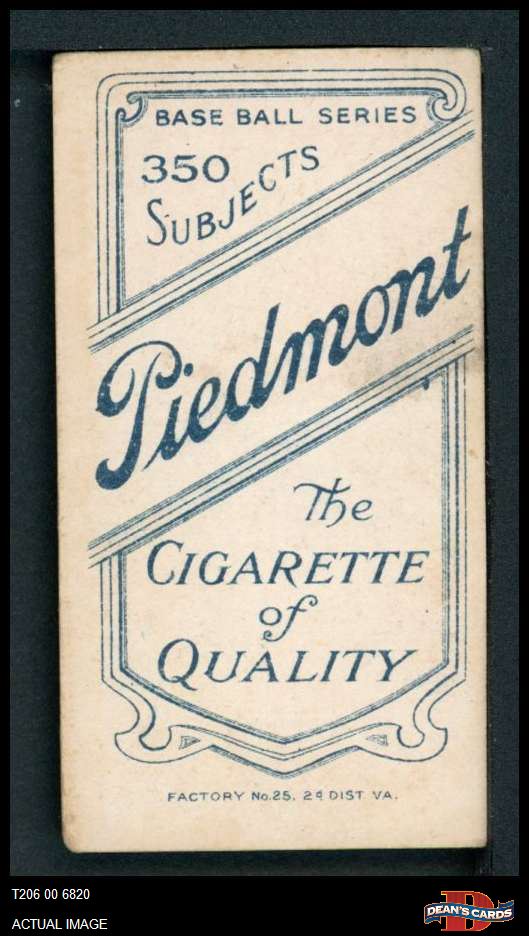 BASE BALL SERIES
350
SUBJECTS
Piedmont
The
CIGARETTE
of
QUALITY
FACTORY No.25. 2d DIST VA.
T206 00 6820
ACTUAL IMAGE
D
DEAN'S CARDS